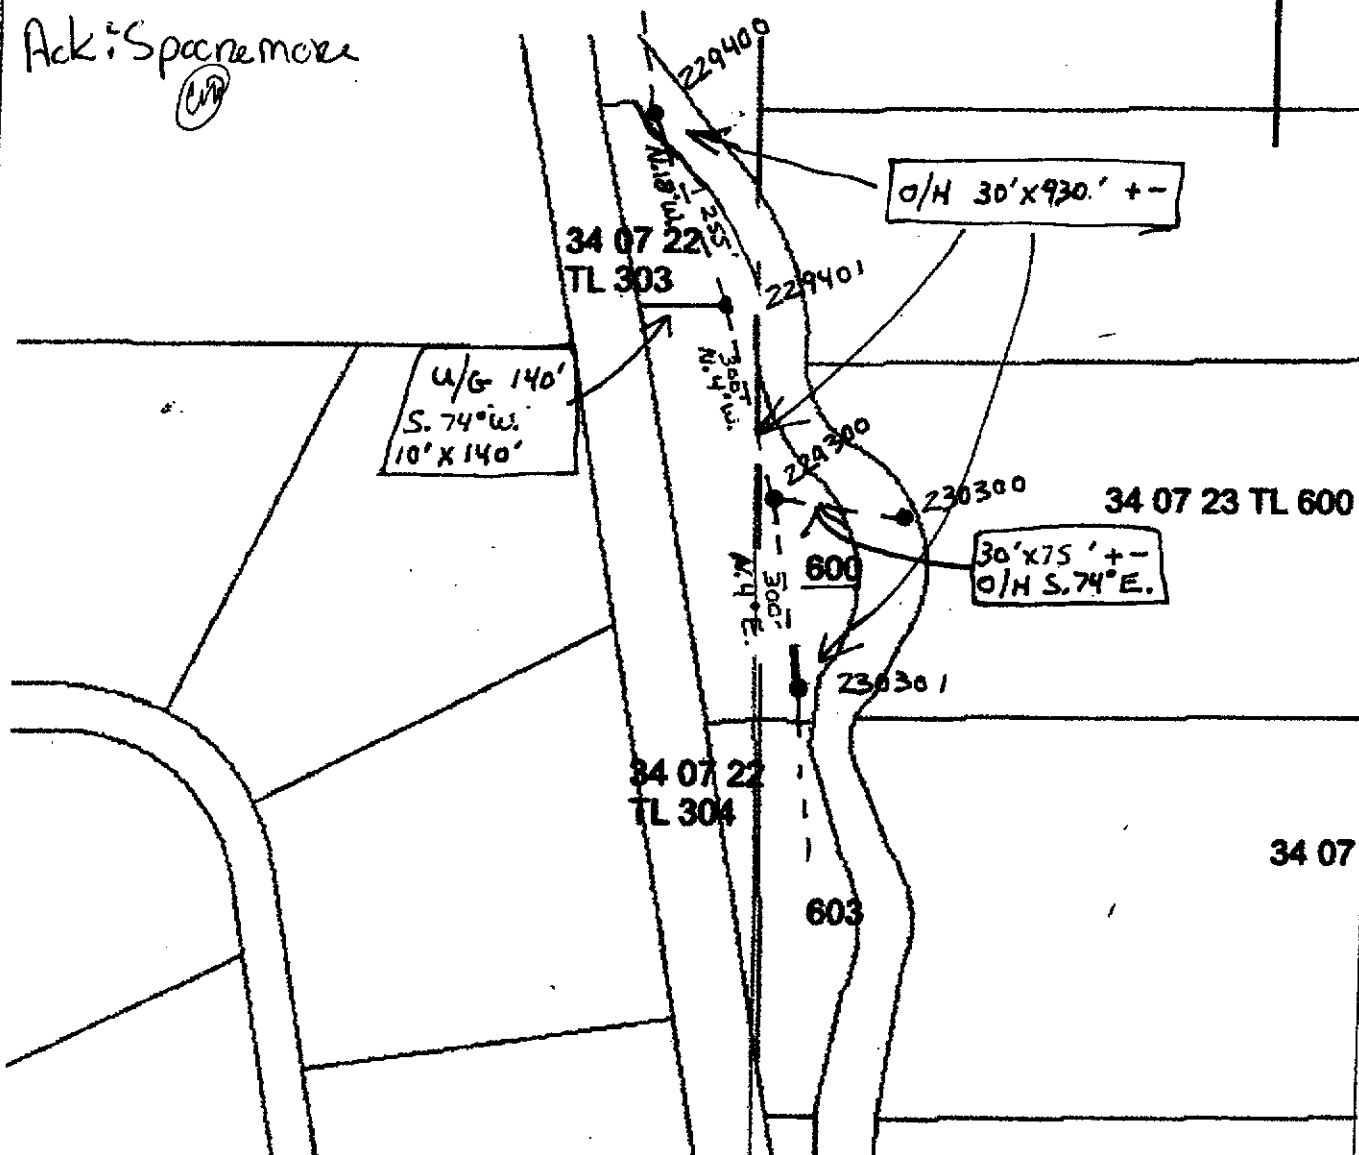 Ack: Spoonemore
229400
O/H 30'x930.' +-
N.18°W.
255'
34 07 22
TL 303
229401
300'
N.4°W.
U/G 140'
S. 74°W.
10' X 140'
229300
230300
34 07 23 TL 600
30'x75' +-
O/H S.74°E.
600
N.4°E.
300'
230301
34 07 22
TL 304
34 07
603